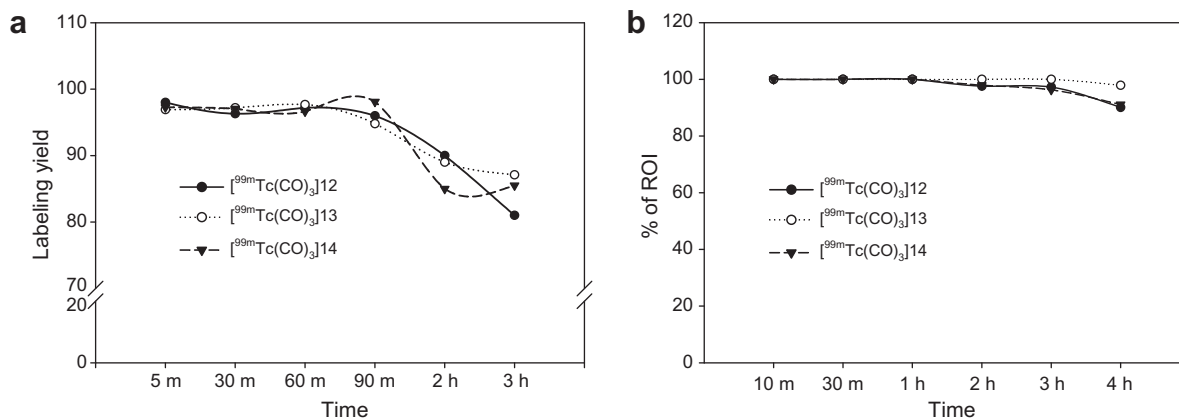 a
110
100
90
80
70
20
0
Labeling yield
[⁹⁹ᵐTc(CO)₃]12
[⁹⁹ᵐTc(CO)₃]13
[⁹⁹ᵐTc(CO)₃]14
5 m 30 m 60 m 90 m 2 h 3 h
Time
b
120
100
80
60
40
20
0
% of ROI
[⁹⁹ᵐTc(CO)₃]12
[⁹⁹ᵐTc(CO)₃]13
[⁹⁹ᵐTc(CO)₃]14
10 m 30 m 1 h 2 h 3 h 4 h
Time